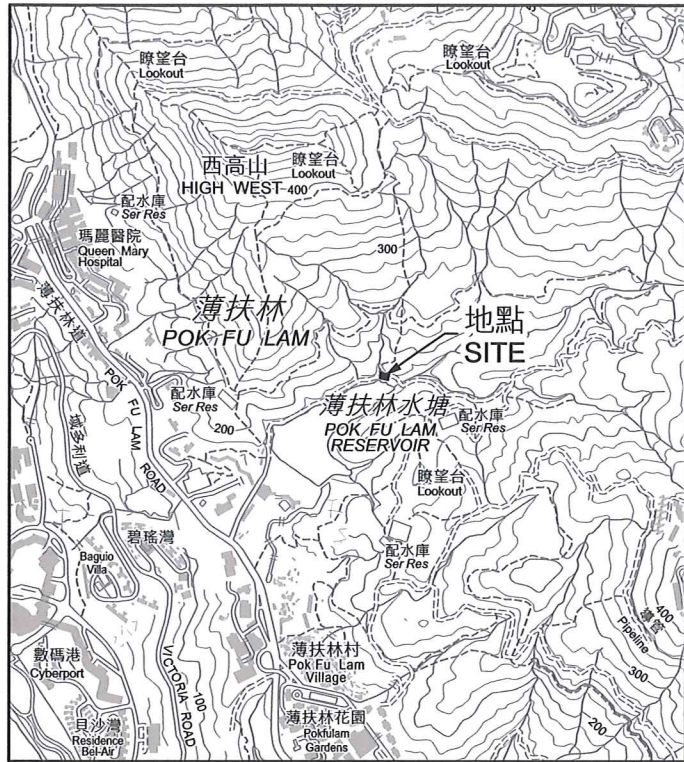 瞭望台
Lookout
瞭望台
Lookout
西高山
HIGH WEST
400
瞭望台
Lookout
配水庫
Ser Res
瑪麗醫院
Queen Mary
Hospital
300
薄扶林道
POK FU LAM ROAD
薄扶林
POK FU LAM
地點
SITE
配水庫
Ser Res
200
薄扶林水塘
POK FU LAM
RESERVOIR
配水庫
Ser Res
域多利道
瞭望台
Lookout
碧瑤灣
Baguio
Villa
配水庫
Ser Res
400
導管
Pipeline
300
200
數碼港
Cyberport
VICTORIA ROAD
100
薄扶林村
Pok Fu Lam
Village
貝沙灣
Residence
Bel-Air
薄扶林花園
Pokfulam
Gardens